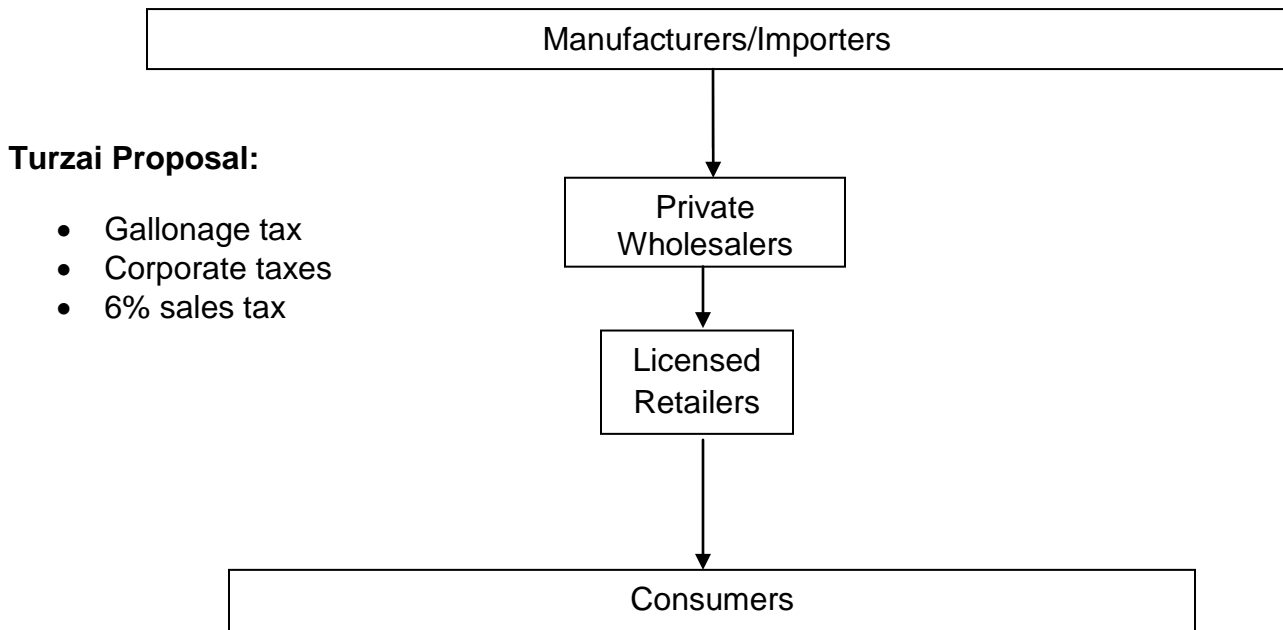 Manufacturers/Importers
Turzai Proposal:
• Gallonage tax
• Corporate taxes
• 6% sales tax
Private
Wholesalers
Licensed
Retailers
Consumers